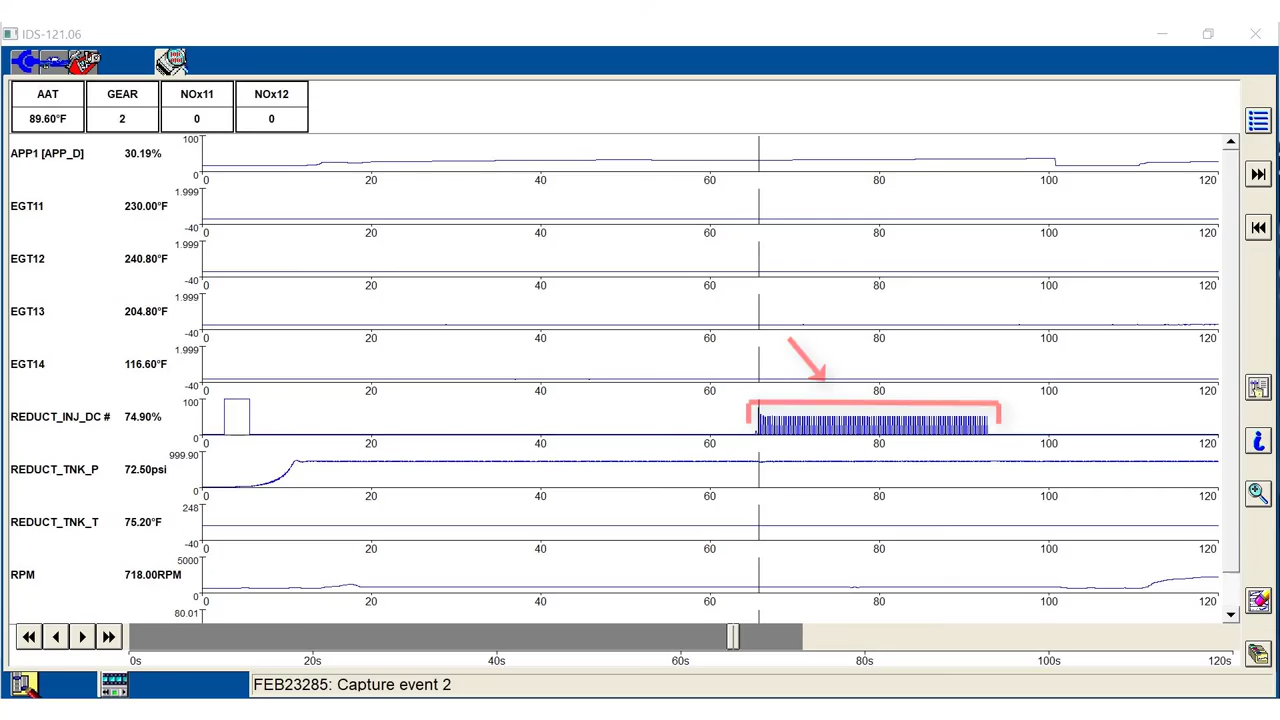 IDS-121.06
AAT GEAR NOx11 NOx12
89.60°F 2 0 0
100
APP1 [APP_D] 30.19%
0
0 20 40 60 80 100 120
1.999
EGT11 230.00°F
-40
0 20 40 60 80 100 120
1.999
EGT12 240.80°F
-40
0 20 40 60 80 100 120
1.999
EGT13 204.80°F
-40
0 20 40 60 80 100 120
1.999
EGT14 116.60°F
-40
0 20 40 60 80 100 120
100
REDUCT_INJ_DC # 74.90%
0
0 20 40 60 80 100 120
999.90
REDUCT_TNK_P 72.50psi
0
0 20 40 60 80 100 120
248
REDUCT_TNK_T 75.20°F
-40
0 20 40 60 80 100 120
5000
RPM 718.00RPM
0
0 20 40 60 80 100 120
80.01
0s 20s 40s 60s 80s 100s 120s
FEB23285: Capture event 2